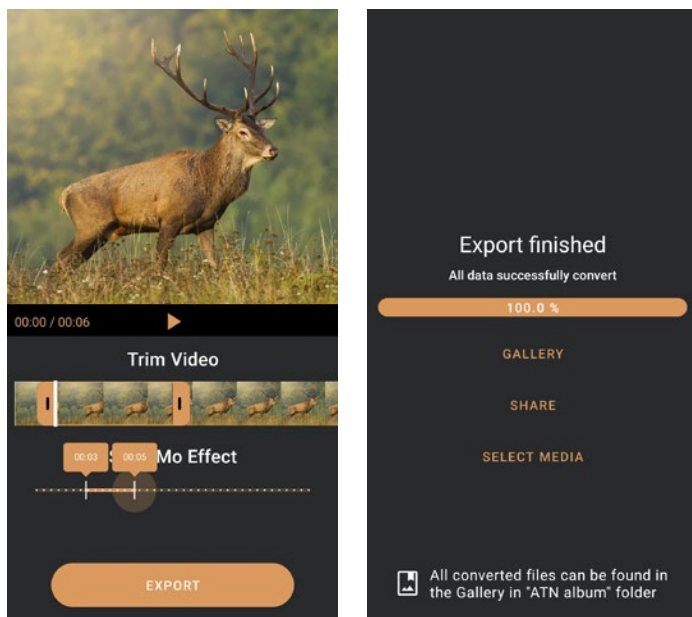 00:00 / 00:06
Trim Video
00:03 00:05 Mo Effect
EXPORT
Export finished
All data successfully convert
100.0 %
GALLERY
SHARE
SELECT MEDIA
All converted files can be found in
the Gallery in "ATN album" folder